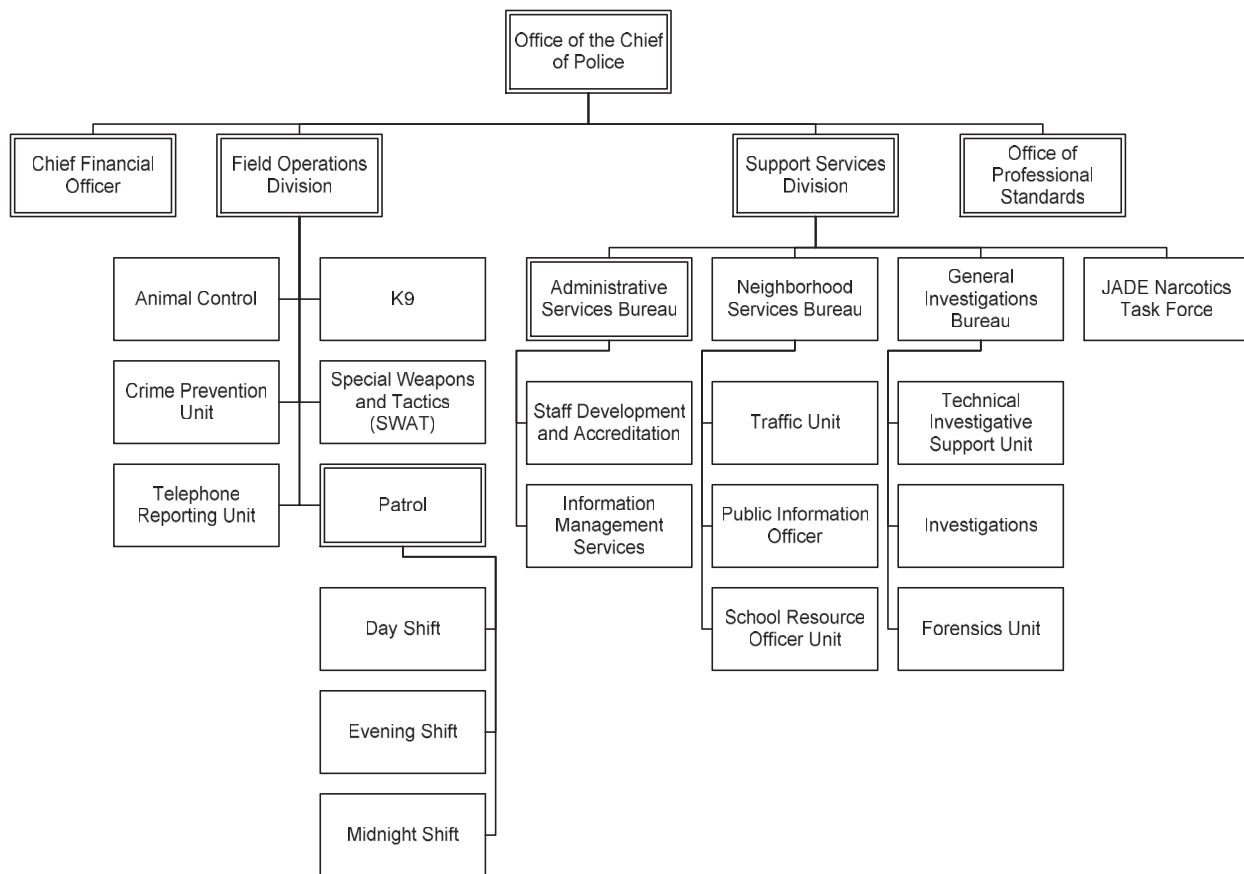 Office of the Chief
of Police
Chief Financial
Officer
Field Operations
Division
Support Services
Division
Office of
Professional
Standards
Animal Control
K9
Crime Prevention
Unit
Special Weapons
and Tactics
(SWAT)
Telephone
Reporting Unit
Patrol
Day Shift
Evening Shift
Midnight Shift
Administrative
Services Bureau
Neighborhood
Services Bureau
General
Investigations
Bureau
JADE Narcotics
Task Force
Staff Development
and Accreditation
Information
Management
Services
Traffic Unit
Public Information
Officer
School Resource
Officer Unit
Technical
Investigative
Support Unit
Investigations
Forensics Unit